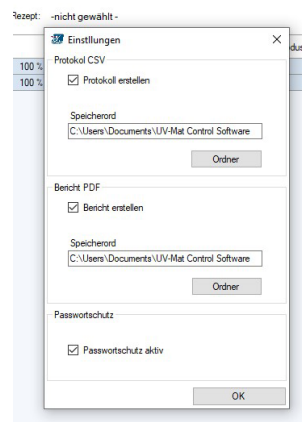 Rezept: -nicht gewählt-
Einstllungen
dus
Protokol CSV
100 %
Protokoll erstellen
100 %
Speicherord
C:\Users\Documents\UV-Mat Control Software
Ordner
Bericht PDF
Bericht erstellen
Speicherord
C:\Users\Documents\UV-Mat Control Software
Ordner
Passwortschutz
Passwortschutz aktiv
OK